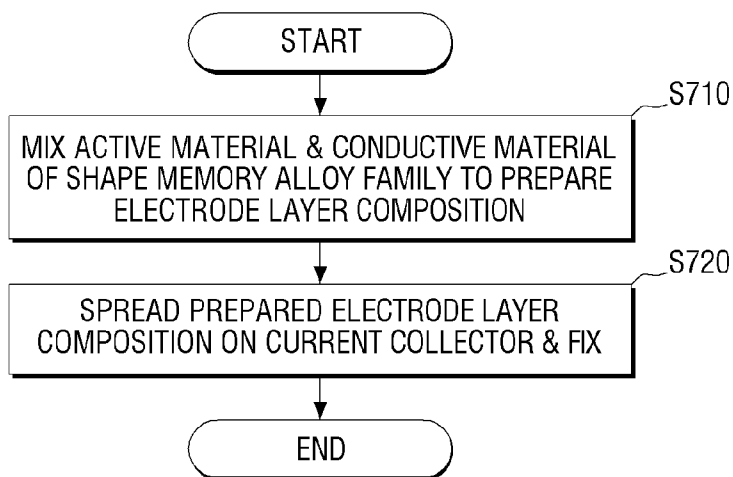 START
S710
MIX ACTIVE MATERIAL & CONDUCTIVE MATERIAL
OF SHAPE MEMORY ALLOY FAMILY TO PREPARE
ELECTRODE LAYER COMPOSITION
S720
SPREAD PREPARED ELECTRODE LAYER
COMPOSITION ON CURRENT COLLECTOR & FIX
END